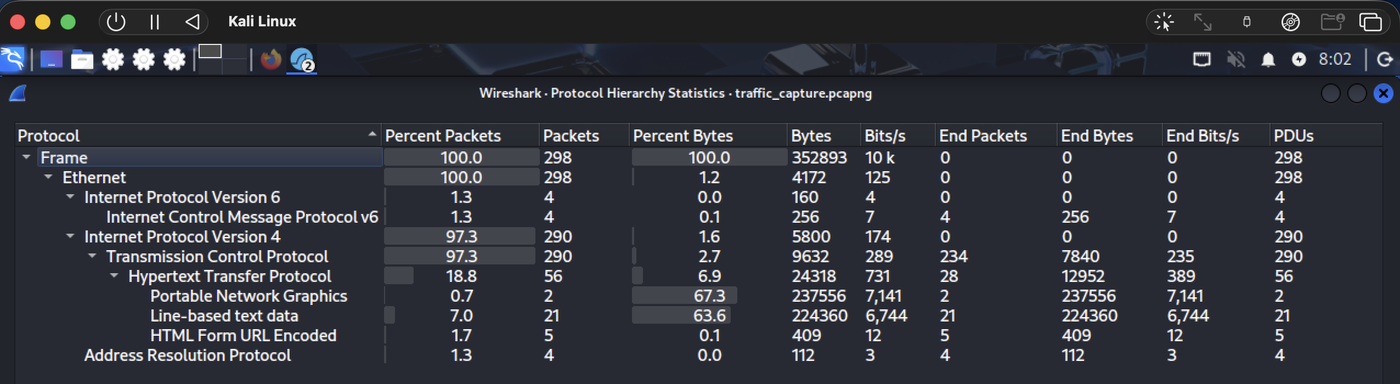 Kali Linux
2 8:02
Wireshark · Protocol Hierarchy Statistics · traffic_capture.pcapng
Protocol Percent Packets Packets Percent Bytes Bytes Bits/s End Packets End Bytes End Bits/s PDUs
Frame 100.0 298 100.0 352893 10 k 0 0 0 298
Ethernet 100.0 298 1.2 4172 125 0 0 0 298
Internet Protocol Version 6 1.3 4 0.0 160 4 0 0 0 4
Internet Control Message Protocol v6 1.3 4 0.1 256 7 4 256 7 4
Internet Protocol Version 4 97.3 290 1.6 5800 174 0 0 0 290
Transmission Control Protocol 97.3 290 2.7 9632 289 234 7840 235 290
Hypertext Transfer Protocol 18.8 56 6.9 24318 731 28 12952 389 56
Portable Network Graphics 0.7 2 67.3 237556 7,141 2 237556 7,141 2
Line-based text data 7.0 21 63.6 224360 6,744 21 224360 6,744 21
HTML Form URL Encoded 1.7 5 0.1 409 12 5 409 12 5
Address Resolution Protocol 1.3 4 0.0 112 3 4 112 3 4